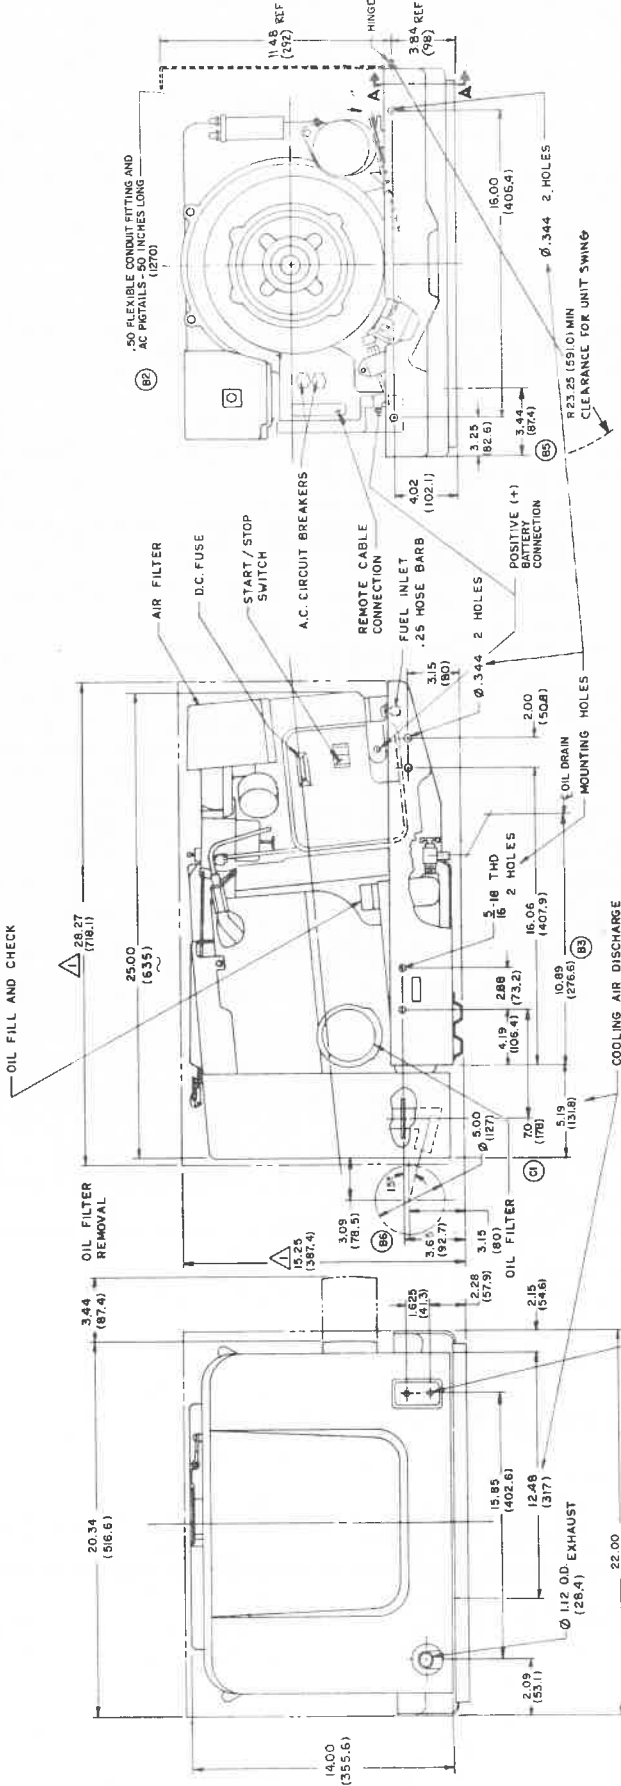 OIL FILL AND CHECK
28.27
(718.1)
25.00
(635)
AIR FILTER
D.C. FUSE
START / STOP
SWITCH
A.C. CIRCUIT BREAKERS
REMOTE CABLE
CONNECTION
FUEL INLET
.25 HOSE BARB
Ø.344 2 HOLES
POSITIVE (+)
BATTERY
CONNECTION
3.15
(80)
2.00
(50.8)
MOUNTING HOLES
OIL DRAIN
5/16-18 THD
2 HOLES
16.06
(407.9)
2.88
(73.2)
4.19
(106.4)
10.89
(276.6)
B3
COOLING AIR DISCHARGE
5.19
(131.8)
7.0
(178)
C1
Ø 5.00
(127)
15°
OIL FILTER
3.09
(78.5)
B6
3.65
(92.7)
3.15
(80)
1
15.25
(387.4)
1
OIL FILTER
REMOVAL
3.44
(87.4)
20.34
(516.6)
1.625
(41.3)
2.28
(57.9)
2.15
(54.6)
15.85
(402.6)
12.48
(317)
Ø 1.12 O.D. EXHAUST
(28.4)
22.00
2.09
(53.1)
14.00
(355.6)
.50 FLEXIBLE CONDUIT FITTING AND
AC PIGTAILS - 50 INCHES LONG
(1270)
B2
11.48 REF
(292)
HINGE
3.84 REF
(98)
A
A
16.00
(406.4)
Ø.344 2 HOLES
R 23.25 (591.0) MIN
CLEARANCE FOR UNIT SWING
3.44
(87.4)
B5
3.25
(82.6)
4.02
(102.1)